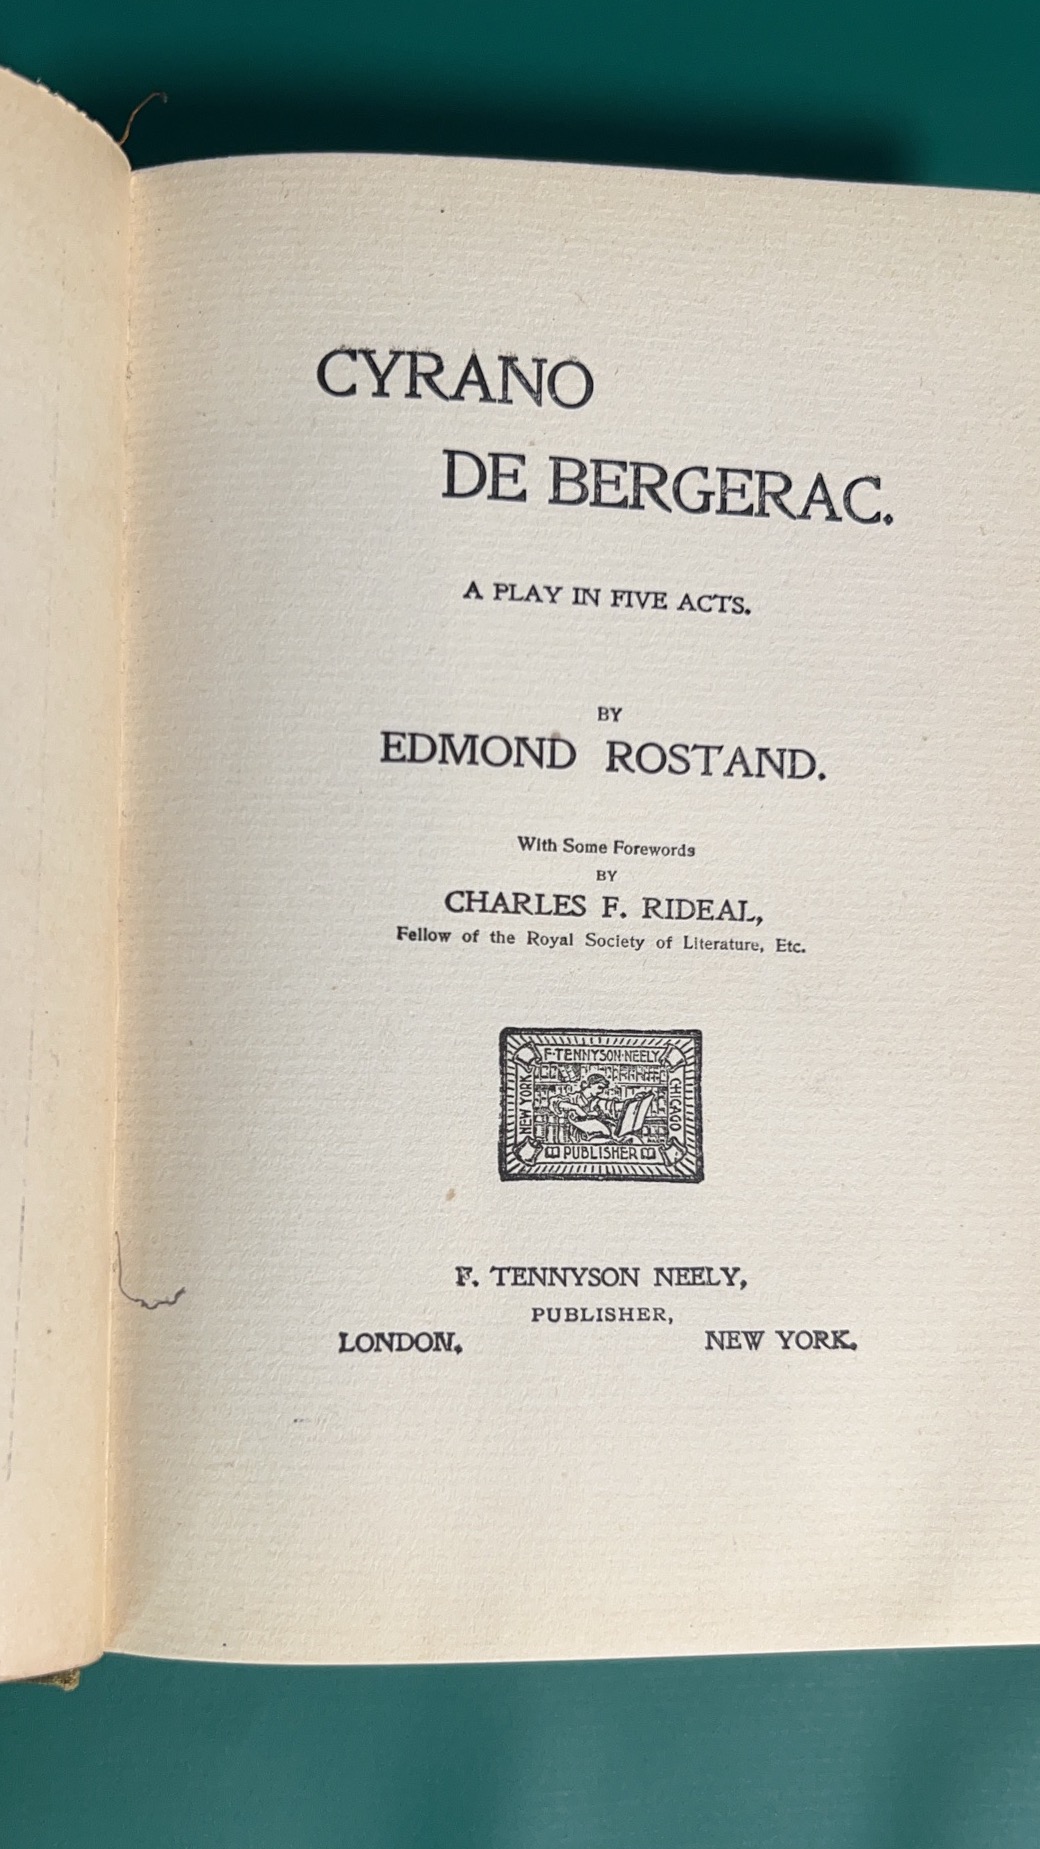 CYRANO
DE BERGERAC.
A PLAY IN FIVE ACTS.
BY
EDMOND ROSTAND.
With Some Forewords
BY
CHARLES F. RIDEAL,
Fellow of the Royal Society of Literature, Etc.
F·TENNYSON·NEELY
NEW YORK
CHICAGO
PUBLISHER
F. TENNYSON NEELY,
PUBLISHER,
LONDON. NEW YORK.